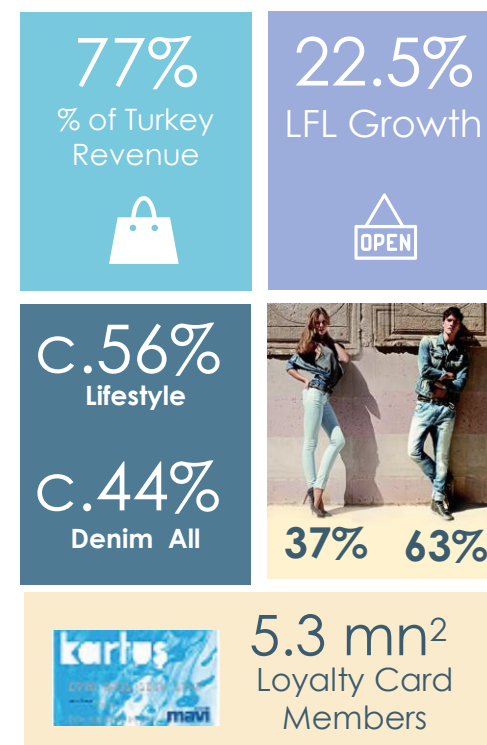 77%
% of Turkey
Revenue
22.5%
LFL Growth
OPEN
c.56%
Lifestyle
c.44%
Denim All
37%
63%
5.3 mn²
Loyalty Card
Members
kartuş
mavi